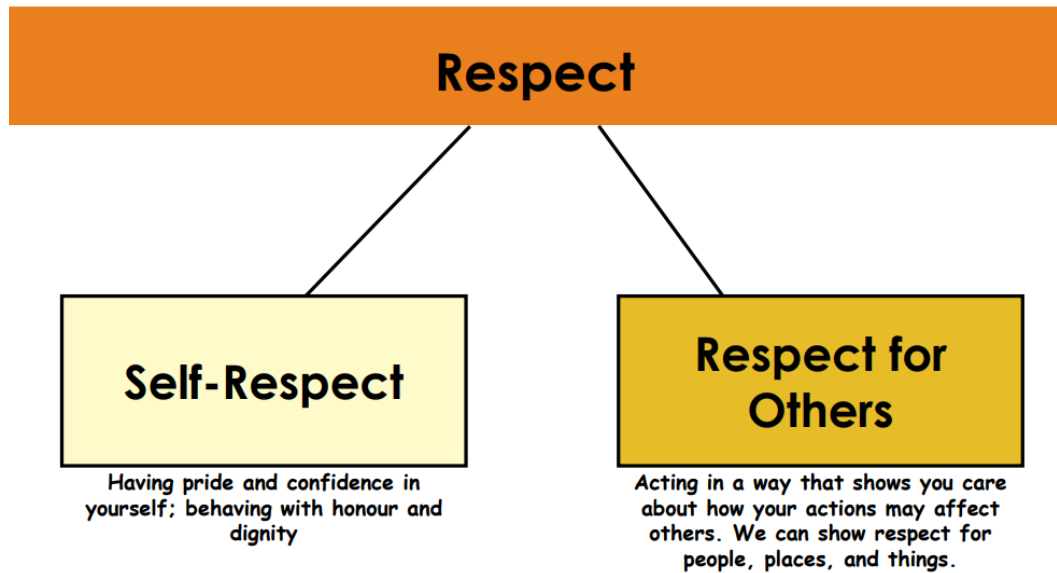 Respect
Self-Respect
Having pride and confidence in
yourself; behaving with honour and
dignity
Respect for
Others
Acting in a way that shows you care
about how your actions may affect
others. We can show respect for
people, places, and things.